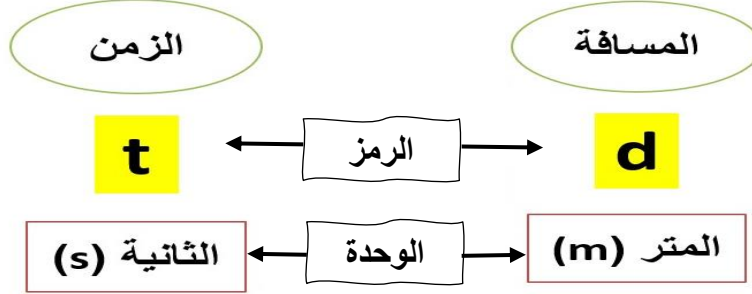 المسافة
الزمن
d
الرمز
t
المتر (m)
الوحدة
الثانية (s)